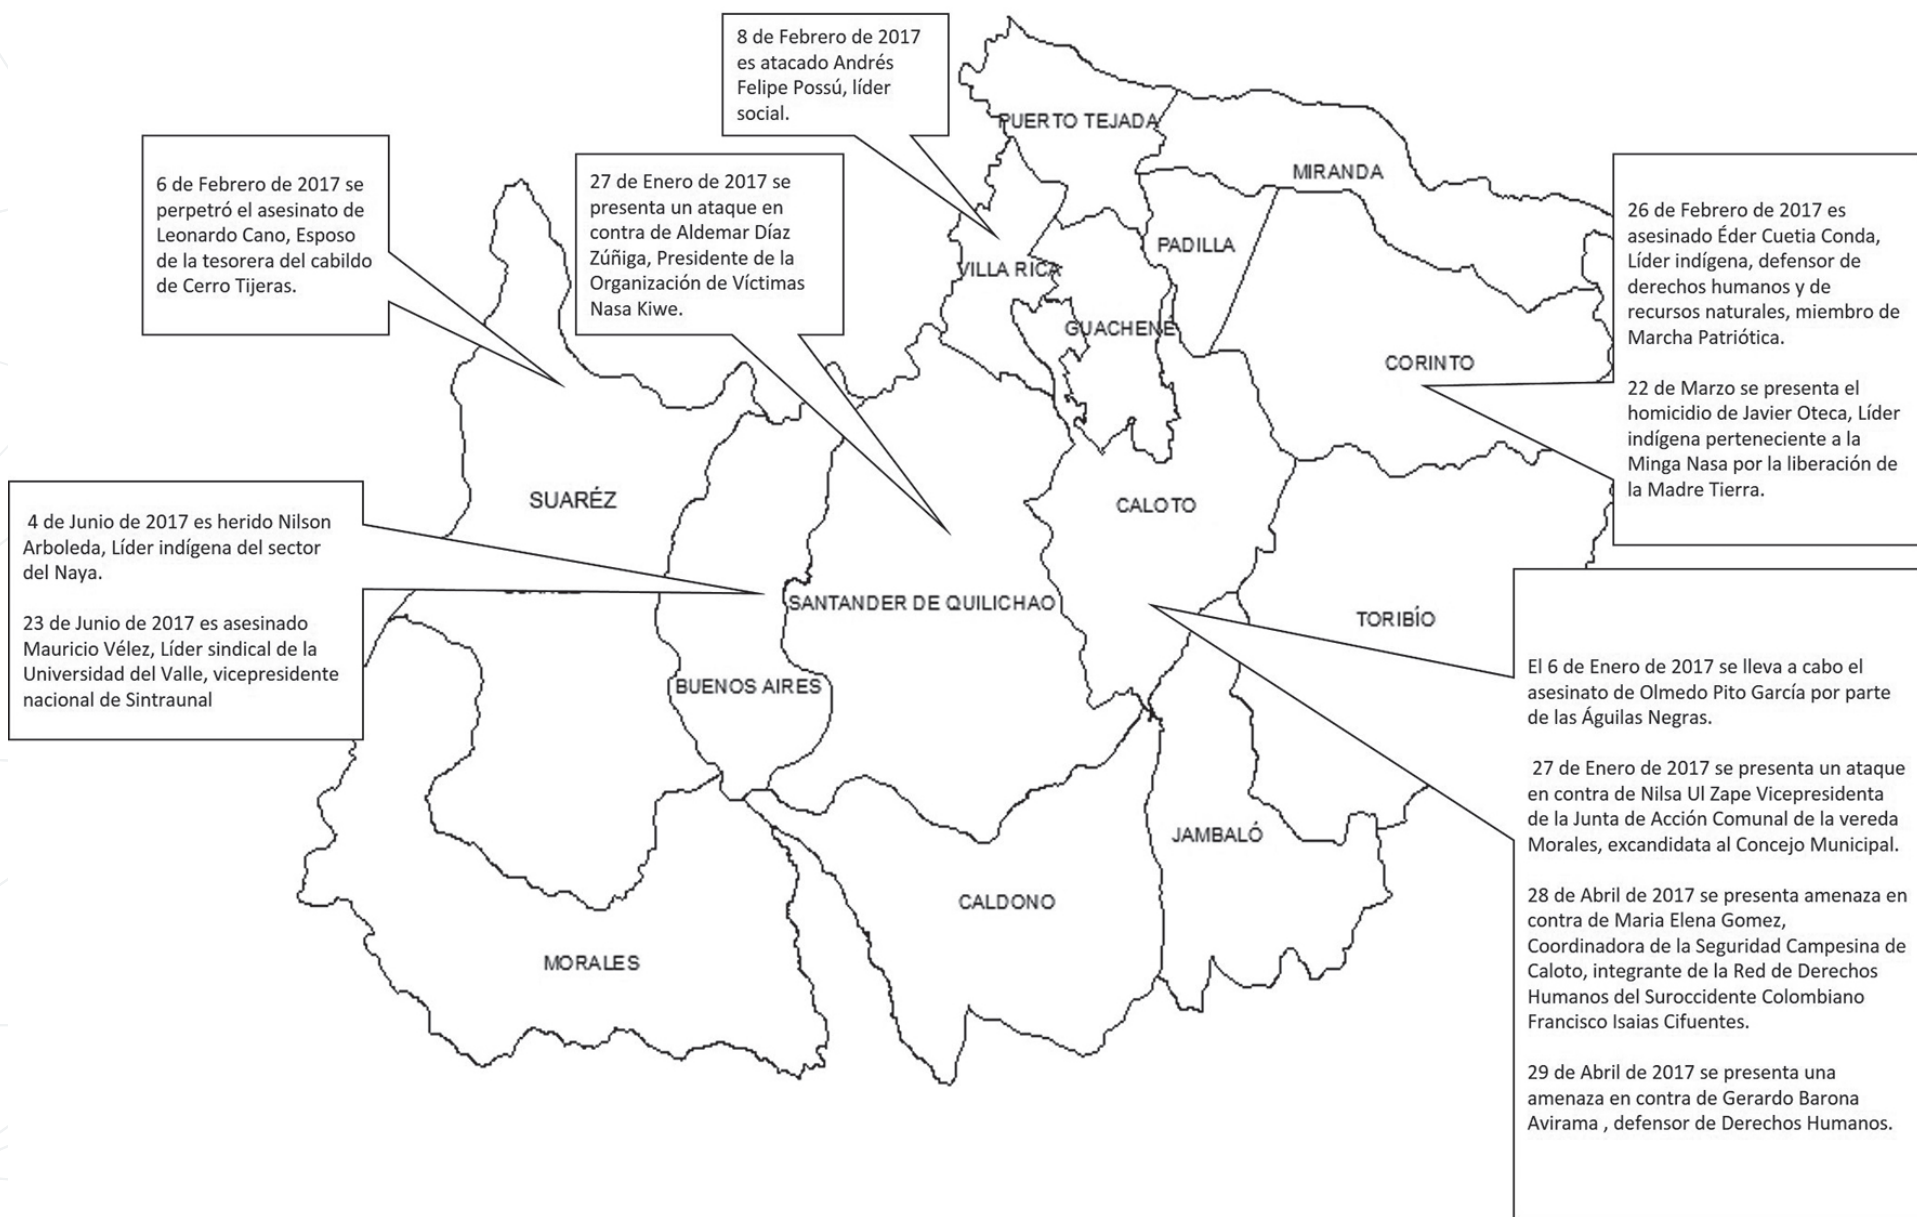 8 de Febrero de 2017
es atacado Andrés
Felipe Possú, líder
social.
6 de Febrero de 2017 se
perpetró el asesinato de
Leonardo Cano, Esposo
de la tesorera del cabildo
de Cerro Tijeras.
27 de Enero de 2017 se
presenta un ataque en
contra de Aldemar Díaz
Zúñiga, Presidente de la
Organización de Víctimas
Nasa Kiwe.
26 de Febrero de 2017 es
asesinado Éder Cuetia Conda,
Líder indígena, defensor de
derechos humanos y de
recursos naturales, miembro de
Marcha Patriótica.
22 de Marzo se presenta el
homicidio de Javier Oteca, Líder
indígena perteneciente a la
Minga Nasa por la liberación de
la Madre Tierra.
4 de Junio de 2017 es herido Nilson
Arboleda, Líder indígena del sector
del Naya.
23 de Junio de 2017 es asesinado
Mauricio Vélez, Líder sindical de la
Universidad del Valle, vicepresidente
nacional de Sintraunal
El 6 de Enero de 2017 se lleva a cabo el
asesinato de Olmedo Pito García por parte
de las Águilas Negras.
27 de Enero de 2017 se presenta un ataque
en contra de Nilsa Ul Zape Vicepresidenta
de la Junta de Acción Comunal de la vereda
Morales, excandidata al Concejo Municipal.
28 de Abril de 2017 se presenta amenaza en
contra de Maria Elena Gomez,
Coordinadora de la Seguridad Campesina de
Caloto, integrante de la Red de Derechos
Humanos del Suroccidente Colombiano
Francisco Isaias Cifuentes.
29 de Abril de 2017 se presenta una
amenaza en contra de Gerardo Barona
Avirama , defensor de Derechos Humanos.
PUERTO TEJADA
MIRANDA
PADILLA
VILLA RICA
GUACHENÉ
CORINTO
SUARÉZ
CALOTO
SANTANDER DE QUILICHAO
TORIBÍO
BUENOS AIRES
JAMBALÓ
CALDONO
MORALES